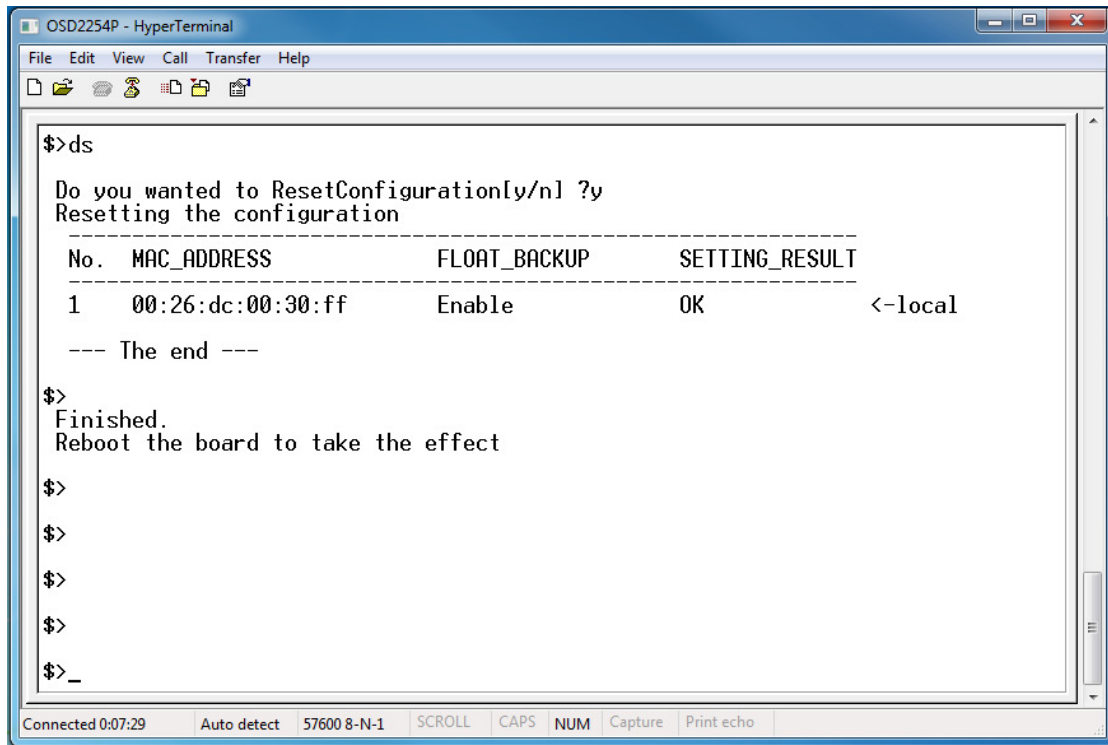 OSD2254P - HyperTerminal
File Edit View Call Transfer Help
$>ds
Do you wanted to ResetConfiguration[y/n] ?y
Resetting the configuration
------------------------------------------------------------
No. MAC_ADDRESS FLOAT_BACKUP SETTING_RESULT
------------------------------------------------------------
1 00:26:dc:00:30:ff Enable OK <-local
--- The end ---
$>
Finished.
Reboot the board to take the effect
$>
$>
$>
$>
$>_
Connected 0:07:29 Auto detect 57600 8-N-1 SCROLL CAPS NUM Capture Print echo